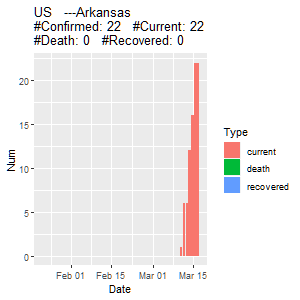 US   ---Arkansas
#Confirmed: 22   #Current: 22
#Death: 0   #Recovered: 0
Num
20
15
10
5
0
Feb 01
Feb 15
Mar 01
Mar 15
Date
Type
current
death
recovered